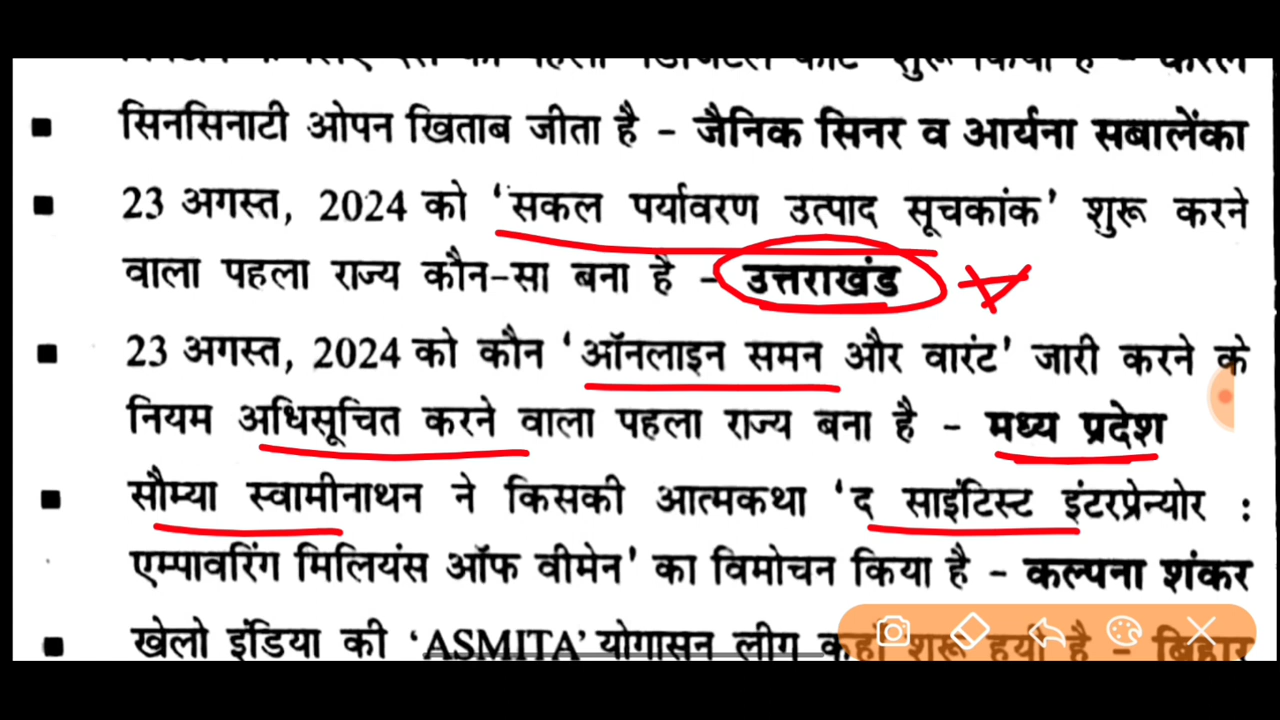 शुरू किया है - केरल
■ सिनसिनाटी ओपन खिताब जीता है - जैनिक सिनर व आर्यना सबालेंका
■ 23 अगस्त, 2024 को ‘सकल पर्यावरण उत्पाद सूचकांक’ शुरू करने
वाला पहला राज्य कौन-सा बना है - उत्तराखंड
■ 23 अगस्त, 2024 को कौन ‘ऑनलाइन समन और वारंट’ जारी करने के
नियम अधिसूचित करने वाला पहला राज्य बना है - मध्य प्रदेश
■ सौम्या स्वामीनाथन ने किसकी आत्मकथा ‘द साइंटिस्ट इंटरप्रेन्योर :
एम्पावरिंग मिलियंस ऑफ वीमेन’ का विमोचन किया है - कल्पना शंकर
■ खेलो इंडिया की ‘ASMITA’ योगासन लीग कहाँ शुरू हुयी है - बिहार